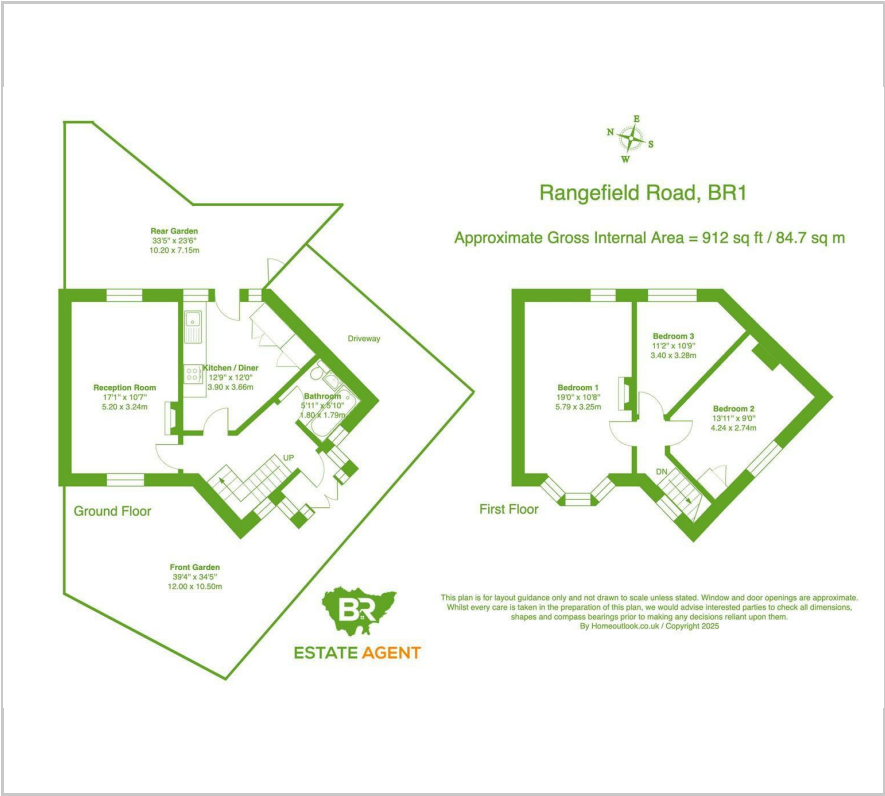 E
N
S
W
Rangefield Road, BR1
Approximate Gross Internal Area = 912 sq ft / 84.7 sq m
Rear Garden
33'5" x 23'6"
10.20 x 7.15m
Driveway
Kitchen / Diner
12'9" x 12'0"
3.90 x 3.66m
Reception Room
17'1" x 10'7"
5.20 x 3.24m
Bathroom
5'11" x 5'10"
1.80 x 1.79m
UP
Ground Floor
Front Garden
39'4" x 34'5"
12.00 x 10.50m
Bedroom 3
11'2" x 10'9"
3.40 x 3.28m
Bedroom 1
19'0" x 10'8"
5.79 x 3.25m
Bedroom 2
13'11" x 9'0"
4.24 x 2.74m
DN
First Floor
BR
ESTATE AGENT
This plan is for layout guidance only and not drawn to scale unless stated. Window and door openings are approximate.
Whilst every care is taken in the preparation of this plan, we would advise interested parties to check all dimensions,
shapes and compass bearings prior to making any decisions reliant upon them.
By Homeoutlook.co.uk / Copyright 2025